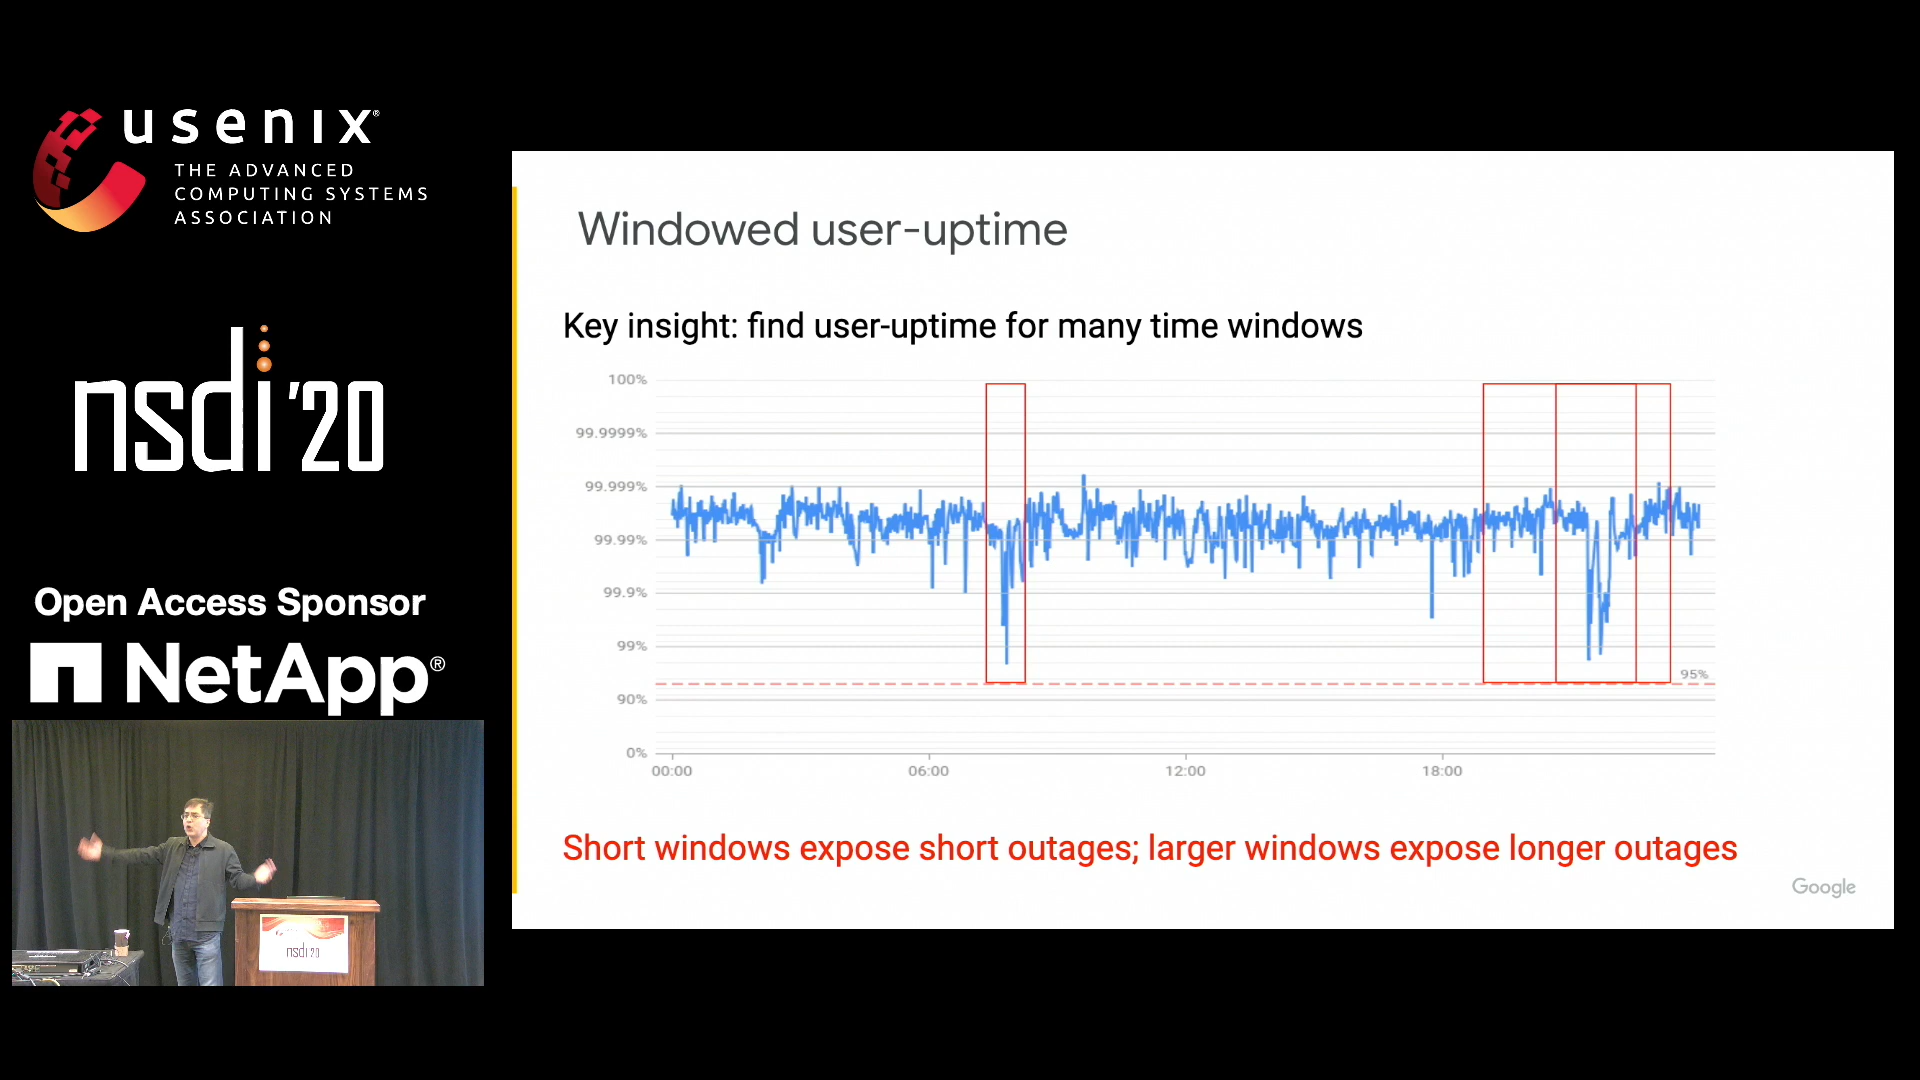 usenix®
THE ADVANCED
COMPUTING SYSTEMS
ASSOCIATION
nsdi '20
Open Access Sponsor
NetApp®
nsdi 20
Windowed user-uptime
Key insight: find user-uptime for many time windows
100%
99.9999%
99.999%
99.99%
99.9%
99%
95%
90%
0%
00:00 06:00 12:00 18:00
Short windows expose short outages; larger windows expose longer outages
Google